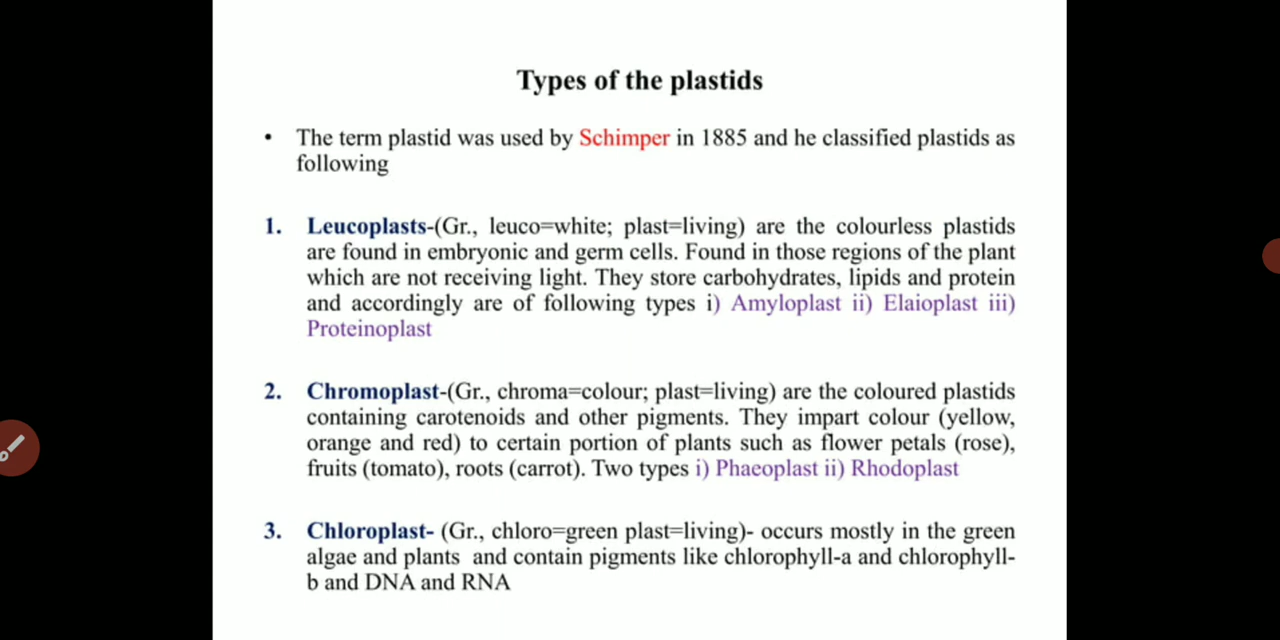 Types of the plastids
• The term plastid was used by Schimper in 1885 and he classified plastids as
following
1. Leucoplasts-(Gr., leuco=white; plast=living) are the colourless plastids
are found in embryonic and germ cells. Found in those regions of the plant
which are not receiving light. They store carbohydrates, lipids and protein
and accordingly are of following types i) Amyloplast ii) Elaioplast iii)
Proteinoplast
2. Chromoplast-(Gr., chroma=colour; plast=living) are the coloured plastids
containing carotenoids and other pigments. They impart colour (yellow,
orange and red) to certain portion of plants such as flower petals (rose),
fruits (tomato), roots (carrot). Two types i) Phaeoplast ii) Rhodoplast
3. Chloroplast- (Gr., chloro=green plast=living)- occurs mostly in the green
algae and plants and contain pigments like chlorophyll-a and chlorophyll-
b and DNA and RNA